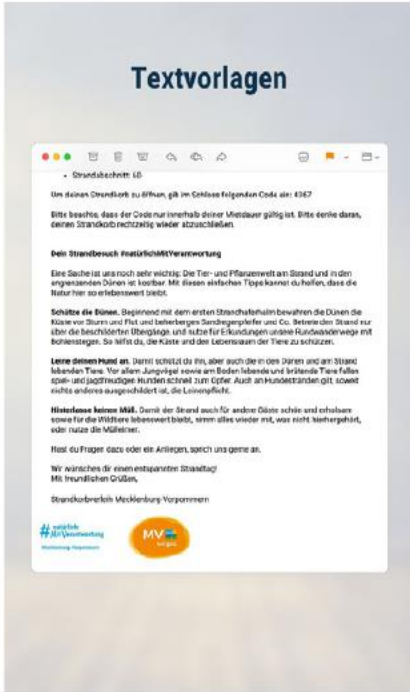 Textvorlagen
• Strandabschnitt: 6B
Um deinen Strandkorb zu öffnen, gib im Schloss folgenden Code ein: 4367
Bitte beachte, dass der Code nur innerhalb deiner Mietdauer gültig ist. Bitte denke daran,
deinen Strandkorb rechtzeitig wieder abzuschließen.
Dein Strandbesuch #natürlichMitVerantwortung
Eine Sache ist uns noch sehr wichtig: Die Tier- und Pflanzenwelt am Strand und in den
angrenzenden Dünen ist kostbar. Mit diesen einfachen Tipps kannst du helfen, dass die
Natur hier so erlebenswert bleibt.
Schütze die Dünen. Beginnend mit dem ersten Strandhaferhalm bewahren die Dünen die
Küste vor Sturm und Flut und beherbergen Sandregenpfeifer und Co. Betrete den Strand nur
über die beschilderten Übergänge, und nutze für Erkundungen unsere Rundwanderwege mit
Bohlenstegen. So hilfst du, die Küste und den Lebensraum der Tiere zu schützen.
Leine deinen Hund an. Damit schützt du ihn, aber auch die in den Dünen und am Strand
lebenden Tiere. Vor allem Jungvögel sowie am Boden lebende und brütende Tiere fallen
spiel- und jagdfreudigen Hunden schnell zum Opfer. Auch an Hundestränden gilt, soweit
nichts anderes ausgeschildert ist, die Leinenpflicht.
Hinterlasse keinen Müll. Damit der Strand auch für andere Gäste schön und erholsam
sowie für die Wildtiere lebenswert bleibt, nimm alles wieder mit, was nicht hierhergehört,
oder nutze die Mülleimer.
Hast du Fragen dazu oder ein Anliegen, sprich uns gerne an.
Wir wünschen dir einen entspannten Strandtag!
Mit freundlichen Grüßen,
Strandkorbverleih Mecklenburg-Vorpommern
#natürlich
MitVerantwortung
Mecklenburg-Vorpommern
MV